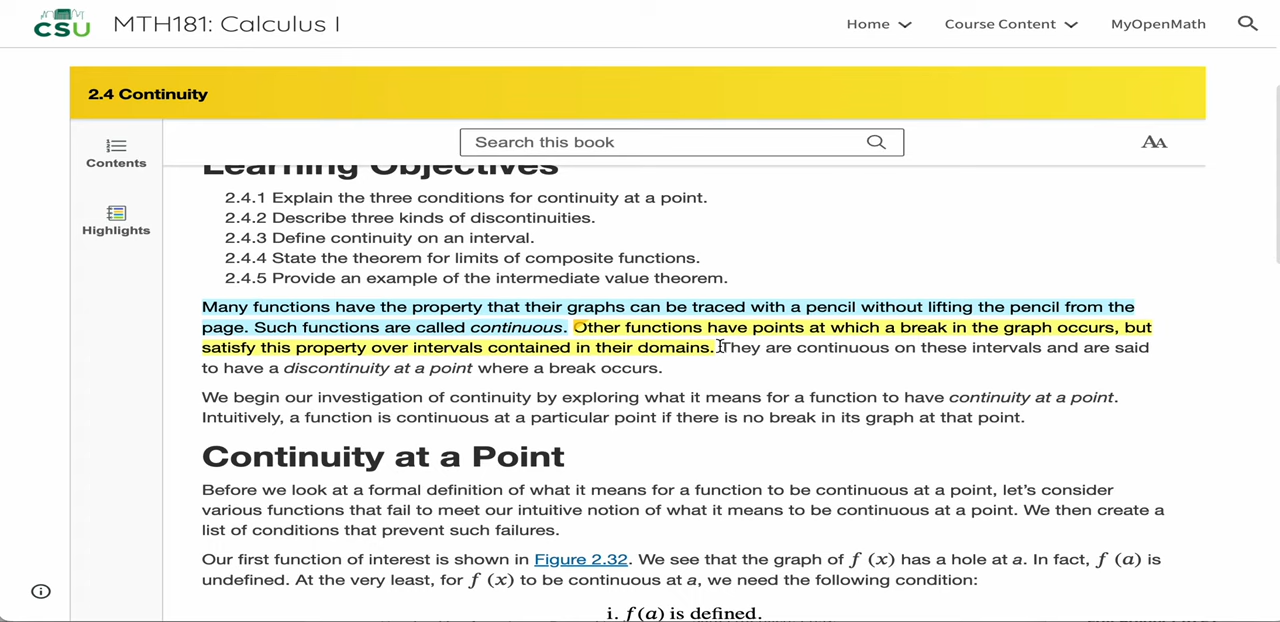 CSU MTH181: Calculus I Home Course Content MyOpenMath
2.4 Continuity
Contents
Search this book
AA
Highlights
Learning Objectives
2.4.1 Explain the three conditions for continuity at a point.
2.4.2 Describe three kinds of discontinuities.
2.4.3 Define continuity on an interval.
2.4.4 State the theorem for limits of composite functions.
2.4.5 Provide an example of the intermediate value theorem.
Many functions have the property that their graphs can be traced with a pencil without lifting the pencil from the
page. Such functions are called continuous. Other functions have points at which a break in the graph occurs, but
satisfy this property over intervals contained in their domains. They are continuous on these intervals and are said
to have a discontinuity at a point where a break occurs.
We begin our investigation of continuity by exploring what it means for a function to have continuity at a point.
Intuitively, a function is continuous at a particular point if there is no break in its graph at that point.
Continuity at a Point
Before we look at a formal definition of what it means for a function to be continuous at a point, let’s consider
various functions that fail to meet our intuitive notion of what it means to be continuous at a point. We then create a
list of conditions that prevent such failures.
Our first function of interest is shown in Figure 2.32. We see that the graph of f (x) has a hole at a. In fact, f (a) is
undefined. At the very least, for f (x) to be continuous at a, we need the following condition:
i. f(a) is defined.